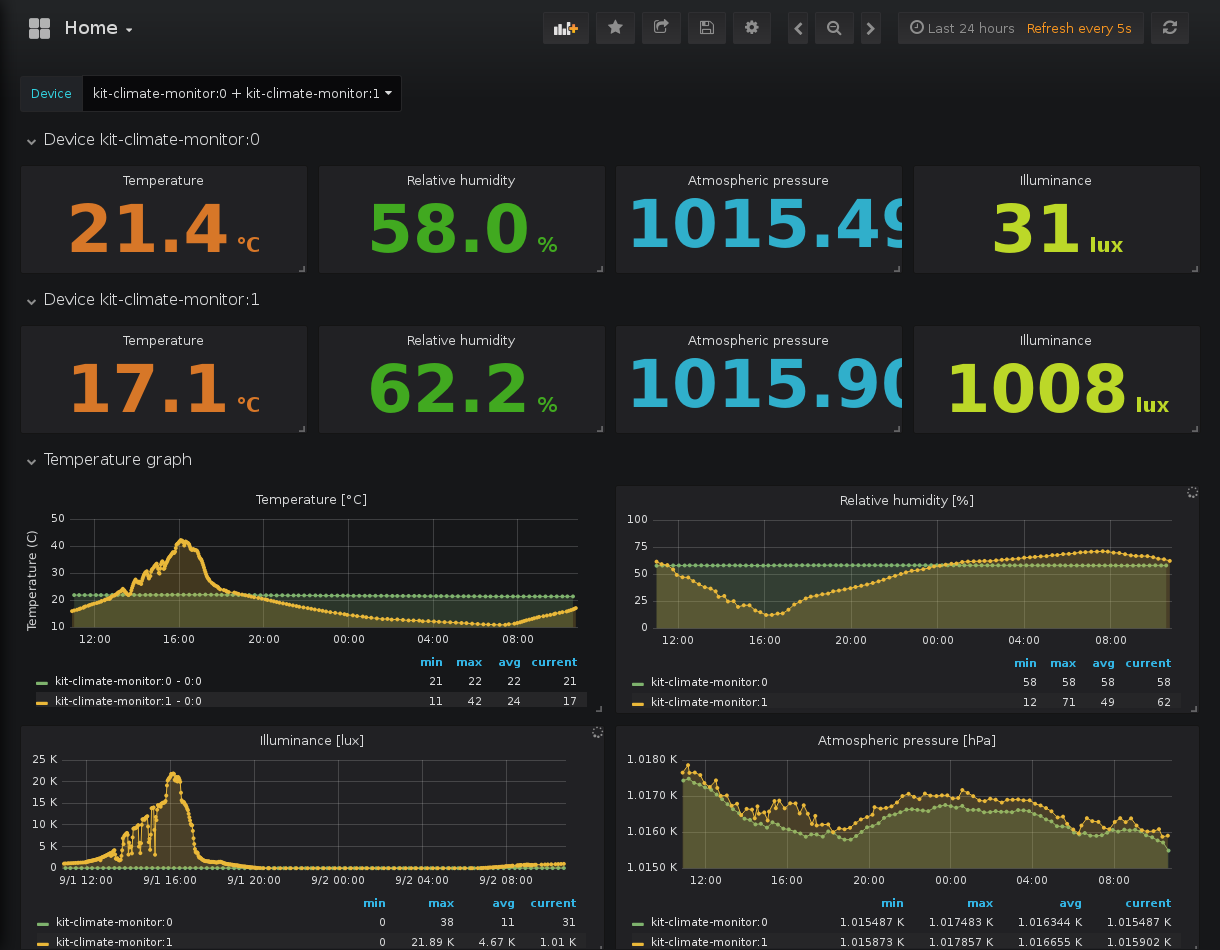 Home
Last 24 hours Refresh every 5s
Device kit-climate-monitor:0 + kit-climate-monitor:1
Device kit-climate-monitor:0
Temperature Relative humidity Atmospheric pressure Illuminance
21.4 °C 58.0 % 1015.49 31 lux
Device kit-climate-monitor:1
Temperature Relative humidity Atmospheric pressure Illuminance
17.1 °C 62.2 % 1015.90 1008 lux
Temperature graph
Temperature [°C]
Temperature (C)
50
40
30
20
10
12:00 16:00 20:00 00:00 04:00 08:00
min max avg current
kit-climate-monitor:0 - 0:0 21 22 22 21
kit-climate-monitor:1 - 0:0 11 42 24 17
Relative humidity [%]
100
75
50
25
0
12:00 16:00 20:00 00:00 04:00 08:00
min max avg current
kit-climate-monitor:0 58 58 58 58
kit-climate-monitor:1 12 71 49 62
Illuminance [lux]
25 K
20 K
15 K
10 K
5 K
0
9/1 12:00 9/1 16:00 9/1 20:00 9/2 00:00 9/2 04:00 9/2 08:00
min max avg current
kit-climate-monitor:0 0 38 11 31
kit-climate-monitor:1 0 21.89 K 4.67 K 1.01 K
Atmospheric pressure [hPa]
1.0180 K
1.0170 K
1.0160 K
1.0150 K
12:00 16:00 20:00 00:00 04:00 08:00
min max avg current
kit-climate-monitor:0 1.015487 K 1.017483 K 1.016344 K 1.015487 K
kit-climate-monitor:1 1.015873 K 1.017857 K 1.016655 K 1.015902 K